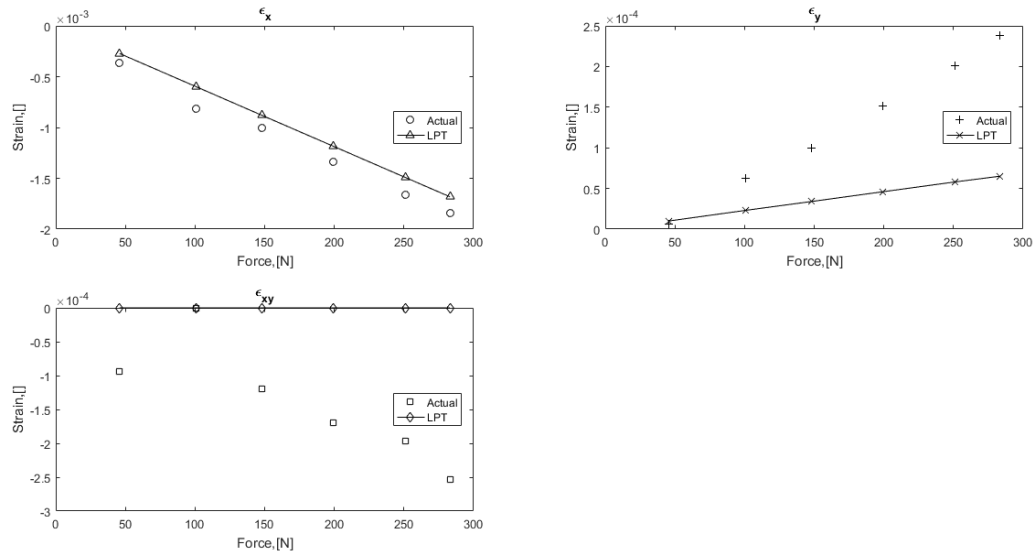 ×10⁻³
ϵx
0
-0.5
-1
-1.5
-2
0 50 100 150 200 250 300
Strain,[]
Force,[N]
Actual
LPT
×10⁻⁴
ϵy
2.5
2
1.5
1
0.5
0
0 50 100 150 200 250 300
Strain,[]
Force,[N]
Actual
LPT
×10⁻⁴
ϵxy
0
-0.5
-1
-1.5
-2
-2.5
-3
0 50 100 150 200 250 300
Strain,[]
Force,[N]
Actual
LPT